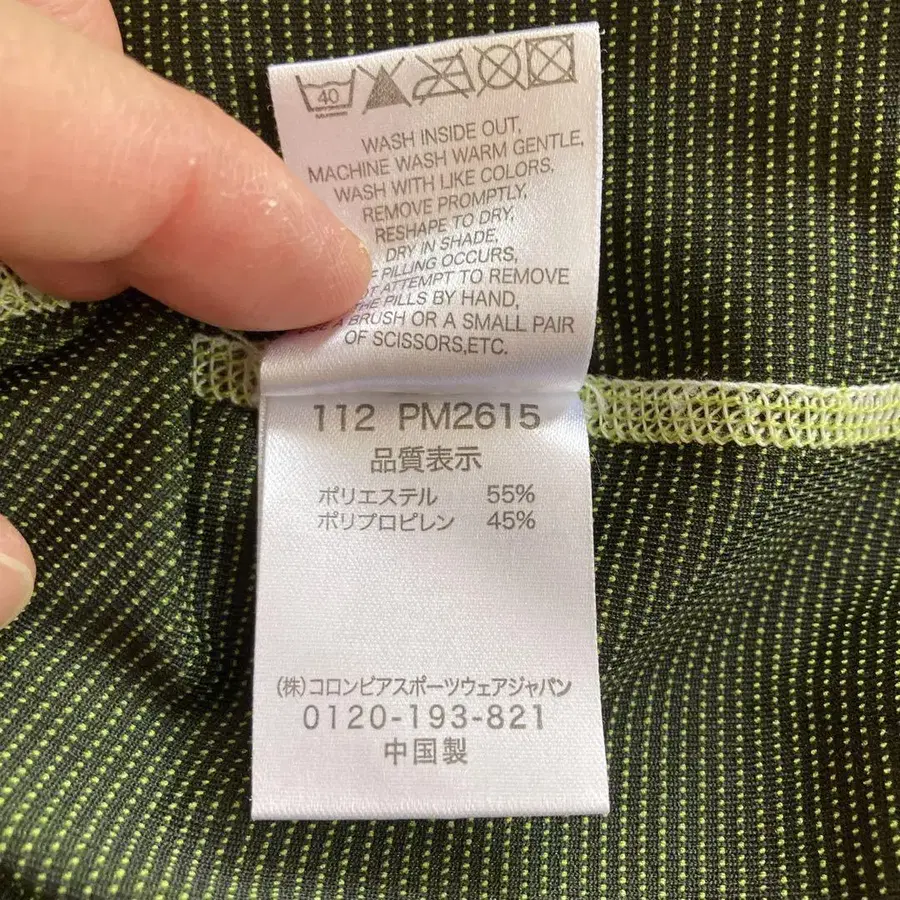 40
WASH INSIDE OUT,
MACHINE WASH WARM GENTLE,
WASH WITH LIKE COLORS,
REMOVE PROMPTLY,
RESHAPE TO DRY,
DRY IN SHADE,
PILLING OCCURS,
ATTEMPT TO REMOVE
THE PILLS BY HAND,
A BRUSH OR A SMALL PAIR
OF SCISSORS,ETC.
112 PM2615
品質表示
ポリエステル 55%
ポリプロピレン 45%
(株)コロンビアスポーツウェアジャパン
0120-193-821
中国製